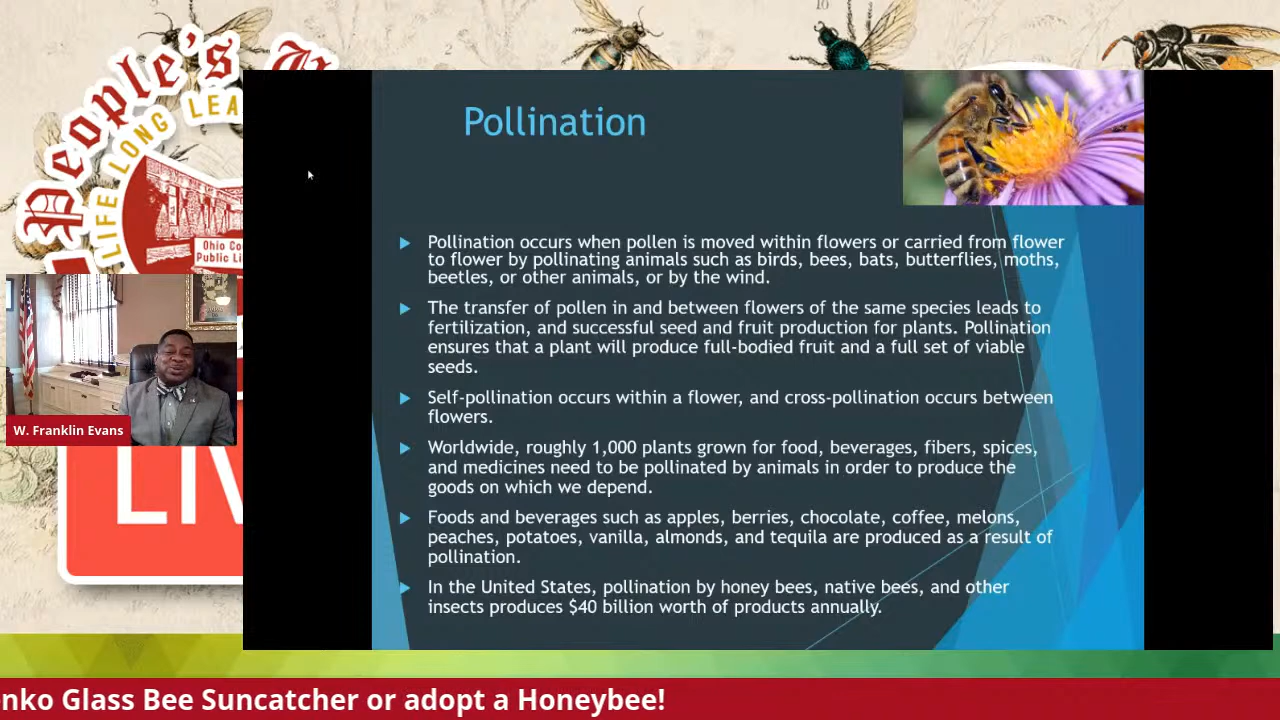 People's
LIFE LONG LEA
Ohio Co
Public Li
10
2
LIV
Pollination
Pollination occurs when pollen is moved within flowers or carried from flower
to flower by pollinating animals such as birds, bees, bats, butterflies, moths,
beetles, or other animals, or by the wind.
The transfer of pollen in and between flowers of the same species leads to
fertilization, and successful seed and fruit production for plants. Pollination
ensures that a plant will produce full-bodied fruit and a full set of viable
seeds.
Self-pollination occurs within a flower, and cross-pollination occurs between
flowers.
Worldwide, roughly 1,000 plants grown for food, beverages, fibers, spices,
and medicines need to be pollinated by animals in order to produce the
goods on which we depend.
Foods and beverages such as apples, berries, chocolate, coffee, melons,
peaches, potatoes, vanilla, almonds, and tequila are produced as a result of
pollination.
In the United States, pollination by honey bees, native bees, and other
insects produces $40 billion worth of products annually.
W. Franklin Evans
nko Glass Bee Suncatcher or adopt a Honeybee!